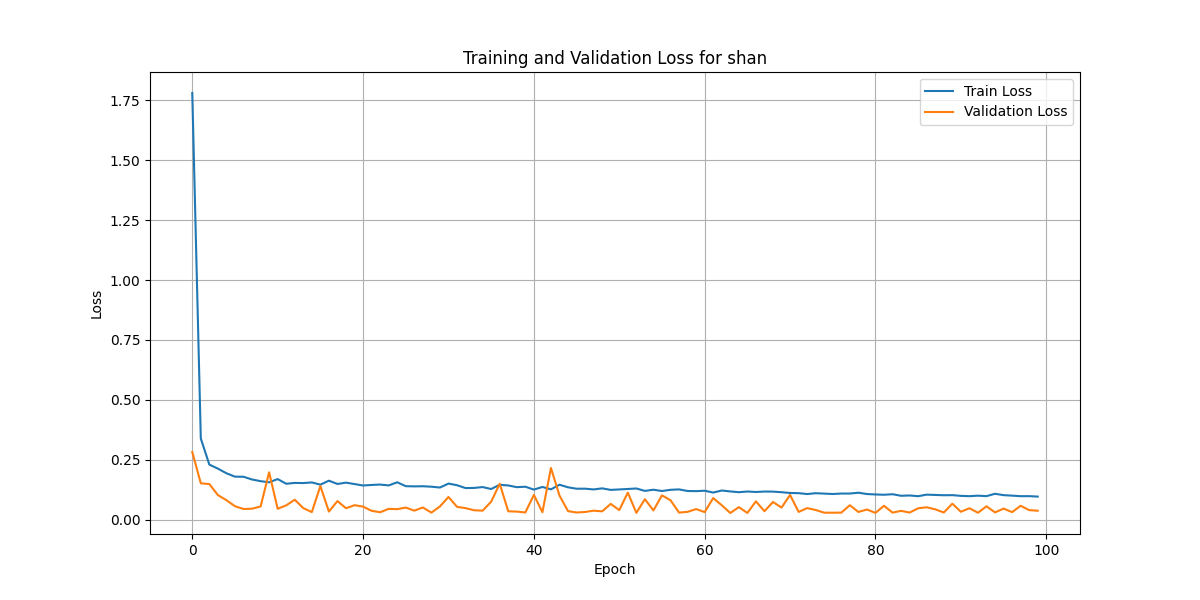 Training and Validation Loss for shan
Train Loss
Validation Loss
1.75
1.50
1.25
1.00
0.75
0.50
0.25
0.00
Loss
0 20 40 60 80 100
Epoch